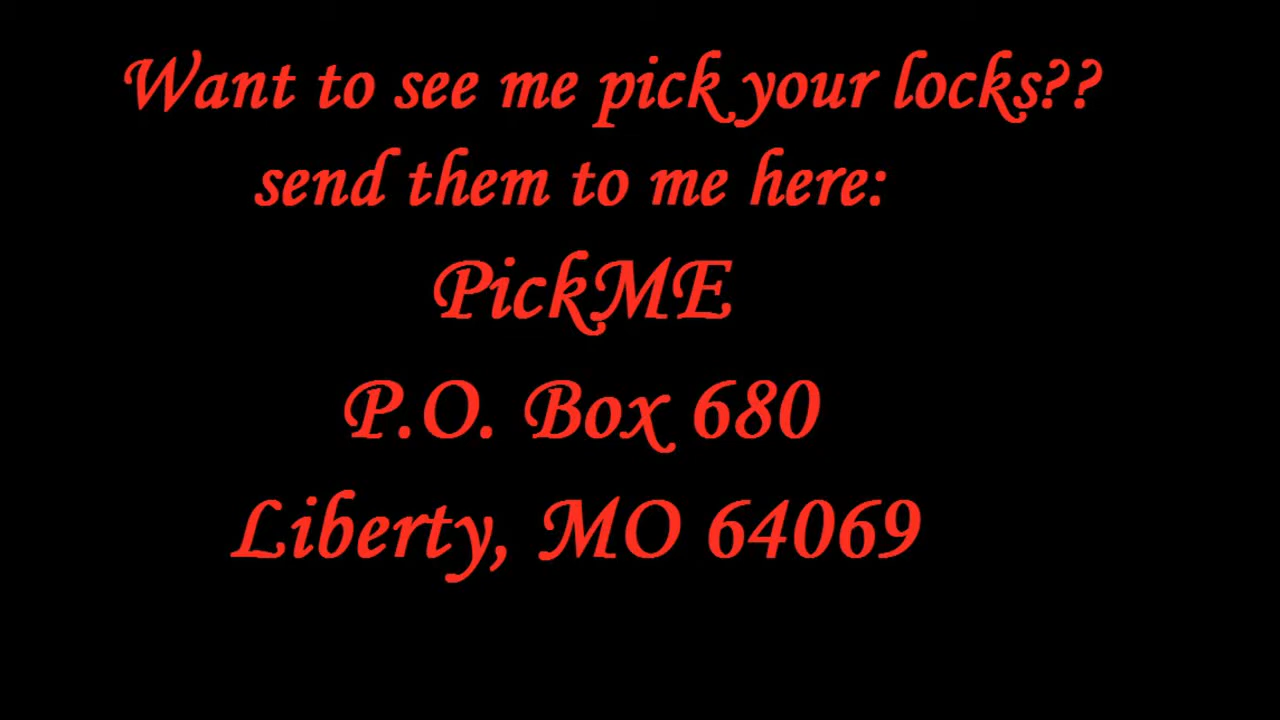 Want to see me pick your locks??
send them to me here:
PickME
P.O. Box 680
Liberty, MO 64069